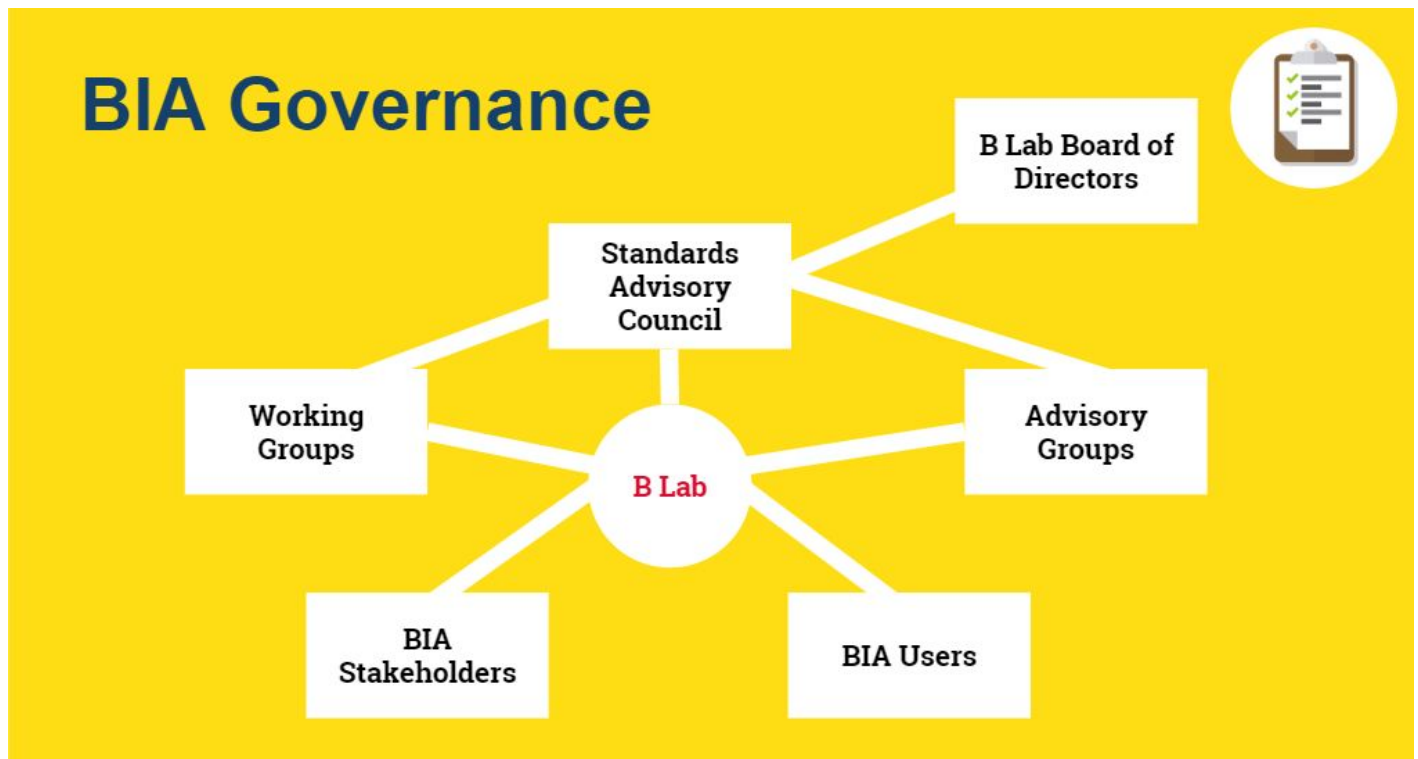 BIA Governance
B Lab Board of
Directors
Standards
Advisory
Council
Working
Groups
Advisory
Groups
B Lab
BIA
Stakeholders
BIA Users